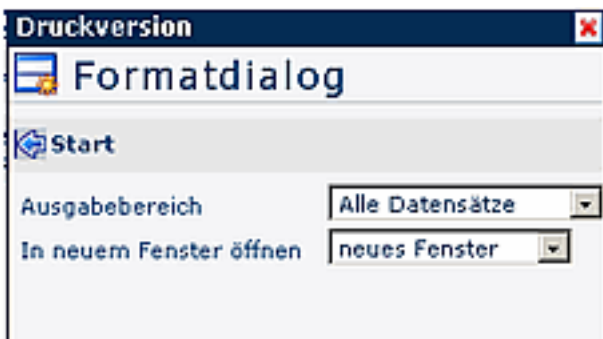 Druckversion
Formatdialog
Start
Ausgabebereich Alle Datensätze
In neuem Fenster öffnen neues Fenster